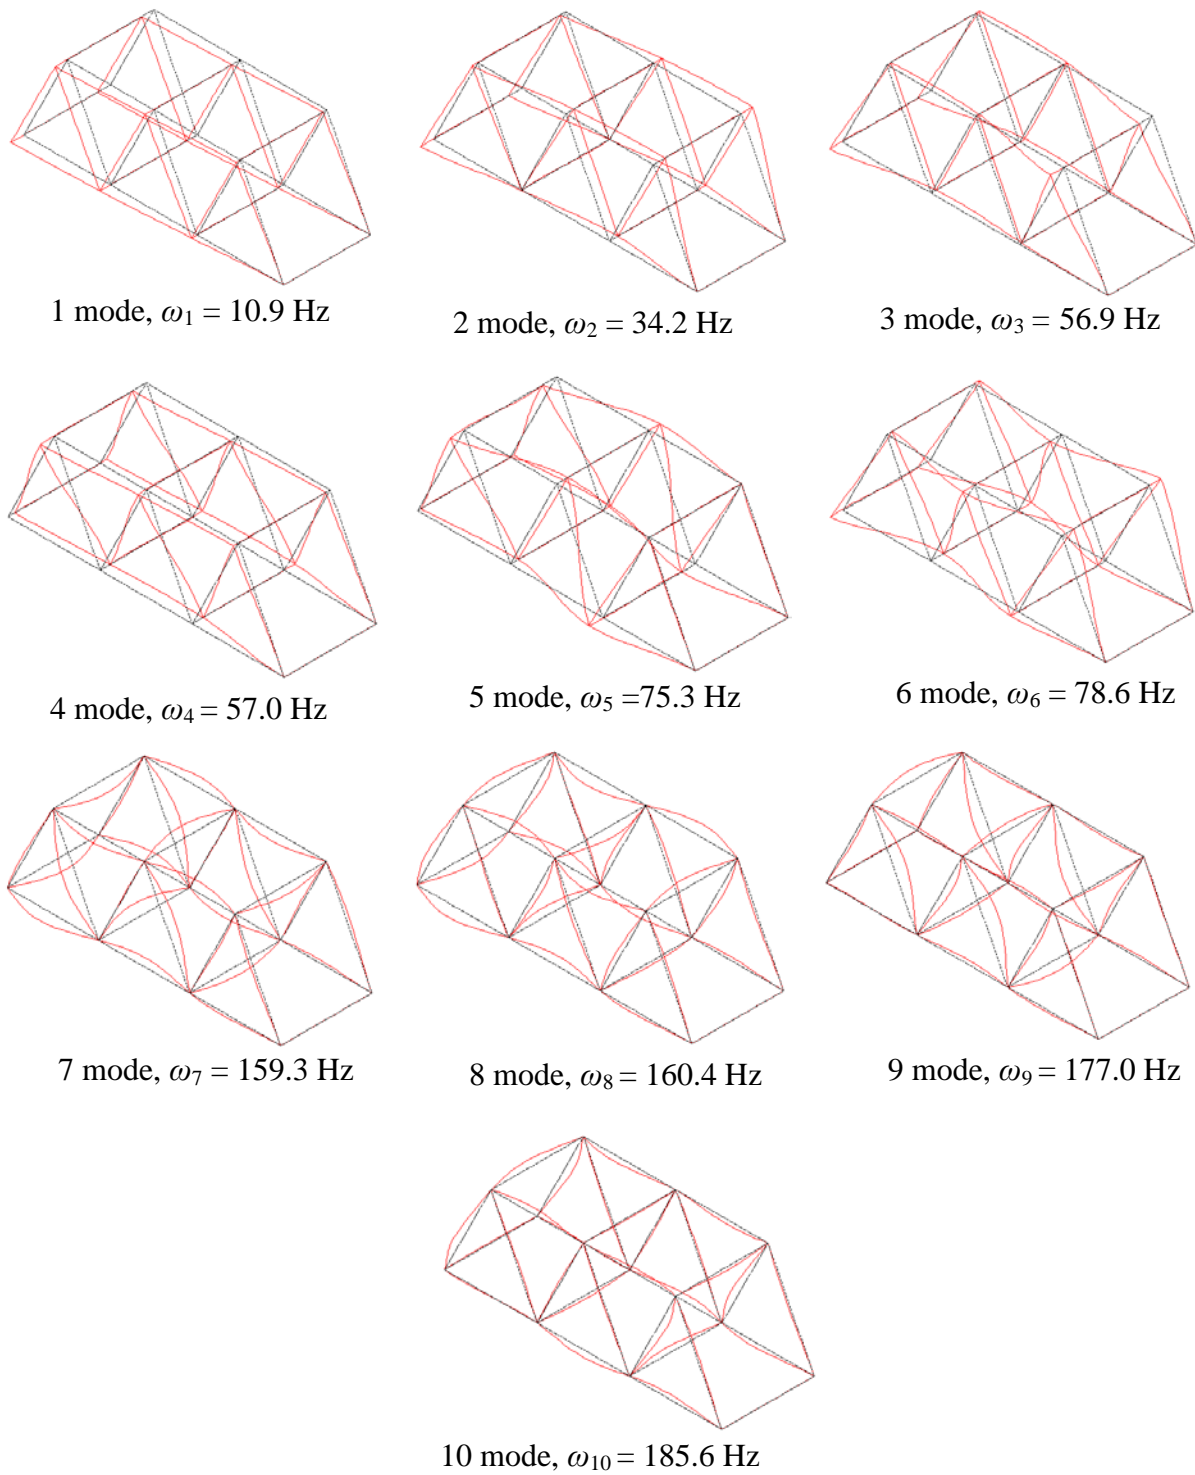 1 mode, ω1 = 10.9 Hz
2 mode, ω2 = 34.2 Hz
3 mode, ω3 = 56.9 Hz
4 mode, ω4 = 57.0 Hz
5 mode, ω5 =75.3 Hz
6 mode, ω6 = 78.6 Hz
7 mode, ω7 = 159.3 Hz
8 mode, ω8 = 160.4 Hz
9 mode, ω9 = 177.0 Hz
10 mode, ω10 = 185.6 Hz